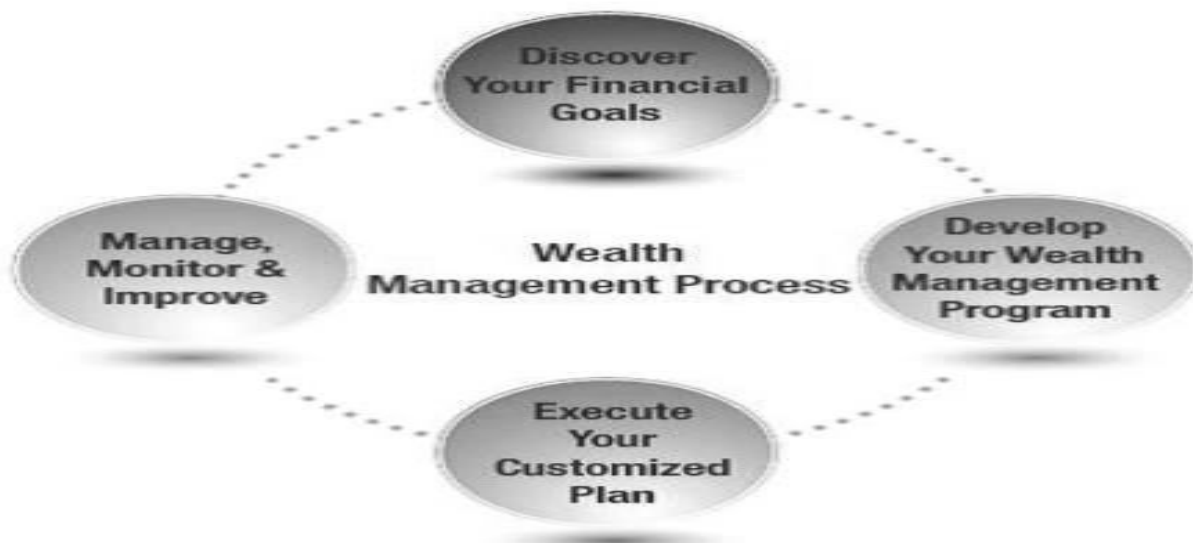 Discover
Your Financial
Goals
Manage,
Monitor &
Improve
Wealth
Management Process
Develop
Your Wealth
Management
Program
Execute
Your
Customized
Plan